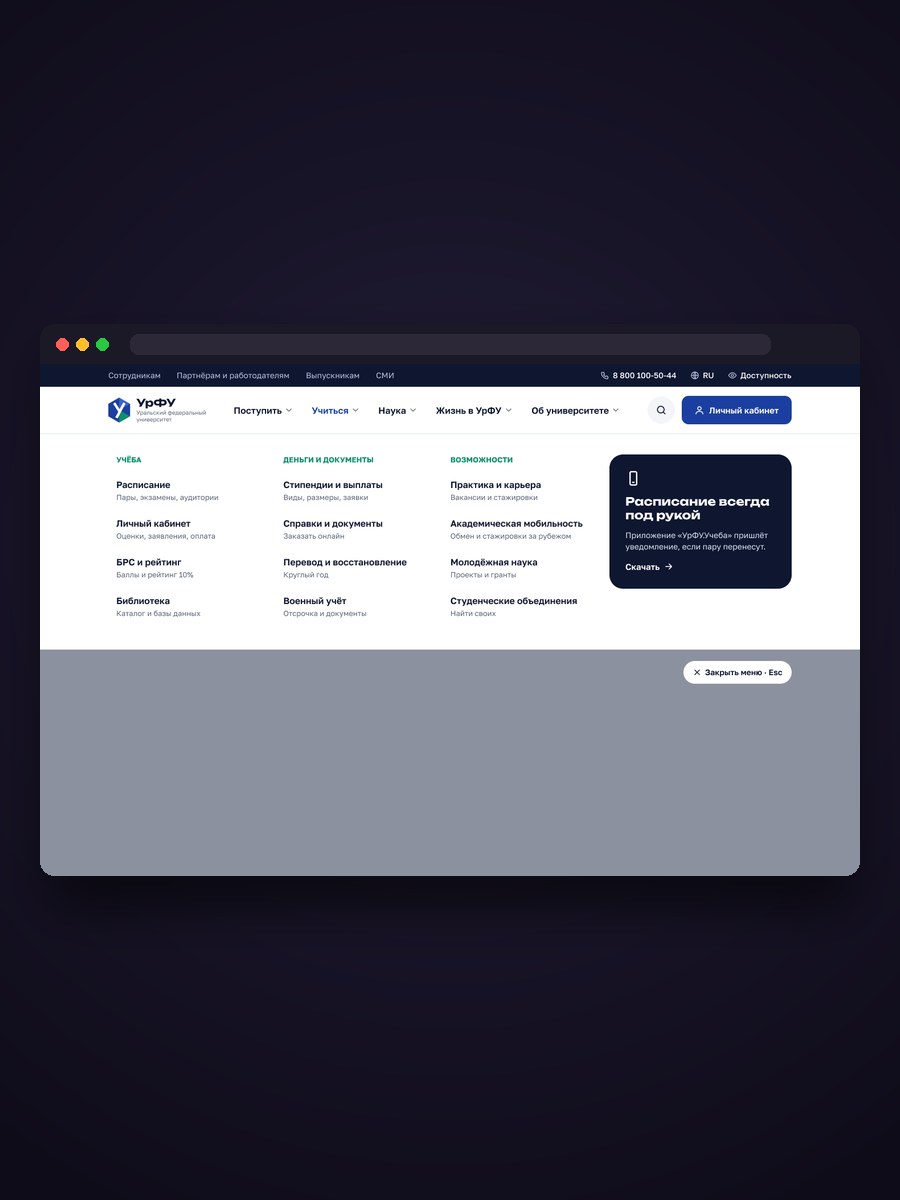 Сотрудникам Партнёрам и работодателям Выпускникам СМИ 8 800 100-50-44 RU Доступность
УрФУ
Уральский федеральный
университет
Поступить Учиться Наука Жизнь в УрФУ Об университете Личный кабинет
УЧЁБА
Расписание
Пары, экзамены, аудитории
Личный кабинет
Оценки, заявления, оплата
БРС и рейтинг
Баллы и рейтинг 10%
Библиотека
Каталог и базы данных
ДЕНЬГИ И ДОКУМЕНТЫ
Стипендии и выплаты
Виды, размеры, заявки
Справки и документы
Заказать онлайн
Перевод и восстановление
Круглый год
Военный учёт
Отсрочка и документы
ВОЗМОЖНОСТИ
Практика и карьера
Вакансии и стажировки
Академическая мобильность
Обмен и стажировки за рубежом
Молодёжная наука
Проекты и гранты
Студенческие объединения
Найти своих
Расписание всегда
под рукой
Приложение «УрФУ.Учеба» пришлёт
уведомление, если пару перенесут.
Скачать →
Закрыть меню · Esc